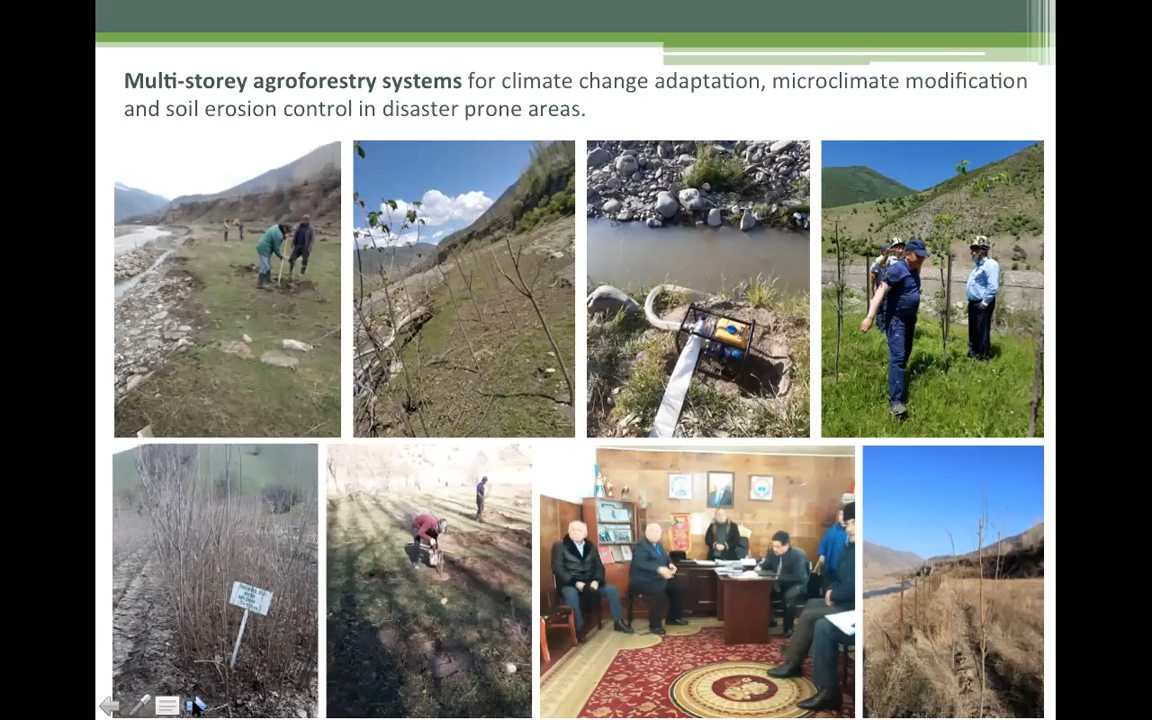 Multi-storey agroforestry systems for climate change adaptation, microclimate modification
and soil erosion control in disaster prone areas.